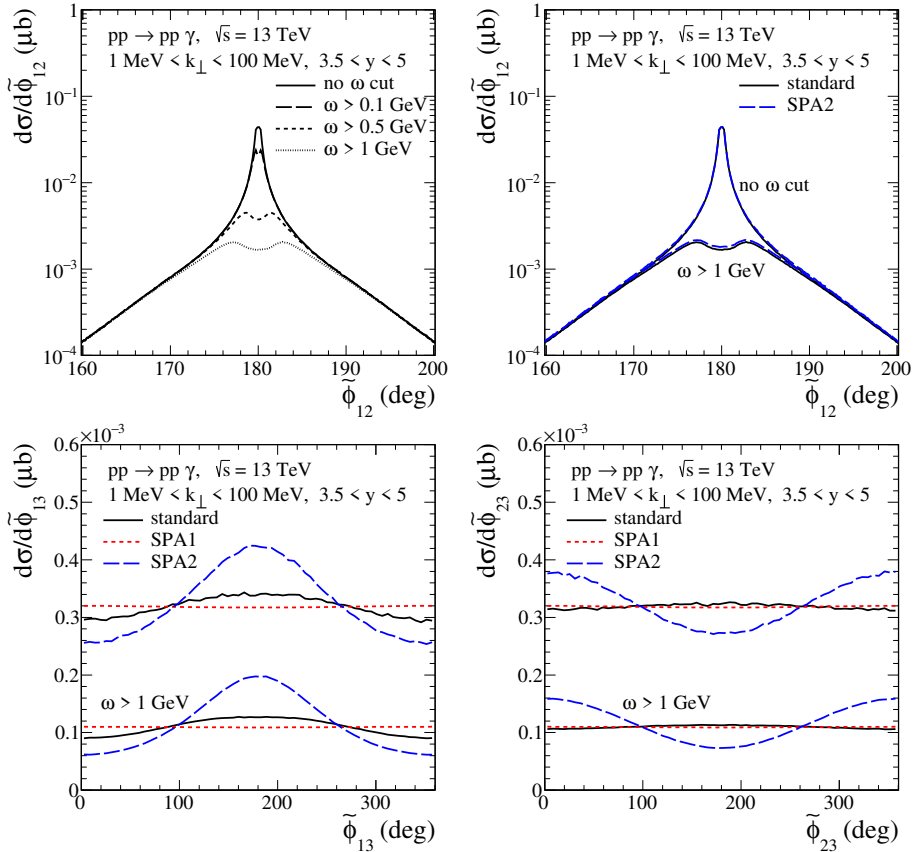 dσ/dφ̃₁₂ (μb)
1
10⁻¹
10⁻²
10⁻³
10⁻⁴
pp → pp γ, √s = 13 TeV
1 MeV < k⊥ < 100 MeV, 3.5 < y < 5
no ω cut
ω > 0.1 GeV
ω > 0.5 GeV
ω > 1 GeV
160 170 180 190 200
φ̃₁₂ (deg)
dσ/dφ̃₁₂ (μb)
1
10⁻¹
10⁻²
10⁻³
10⁻⁴
pp → pp γ, √s = 13 TeV
1 MeV < k⊥ < 100 MeV, 3.5 < y < 5
standard
SPA2
no ω cut
ω > 1 GeV
160 170 180 190 200
φ̃₁₂ (deg)
×10⁻³
dσ/dφ̃₁₃ (μb)
0.6
0.5
0.4
0.3
0.2
0.1
0
pp → pp γ, √s = 13 TeV
1 MeV < k⊥ < 100 MeV, 3.5 < y < 5
standard
SPA1
SPA2
ω > 1 GeV
0 100 200 300
φ̃₁₃ (deg)
×10⁻³
dσ/dφ̃₂₃ (μb)
0.6
0.5
0.4
0.3
0.2
0.1
0
pp → pp γ, √s = 13 TeV
1 MeV < k⊥ < 100 MeV, 3.5 < y < 5
standard
SPA1
SPA2
ω > 1 GeV
0 100 200 300
φ̃₂₃ (deg)